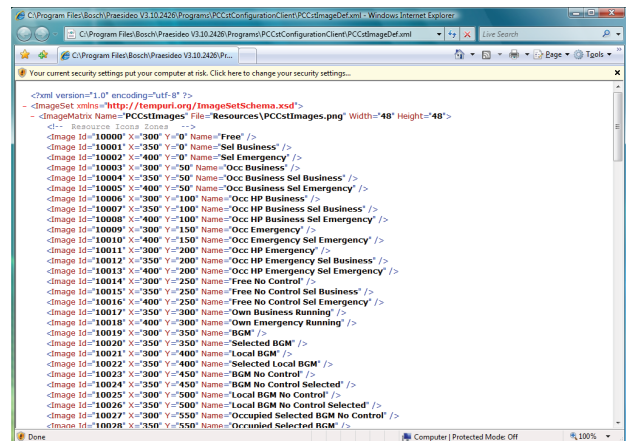 C:\Program Files\Bosch\Praesideo V3.10.2426\Programs\PCCstConfigurationClient\PCCstImageDef.xml - Windows Internet Explorer
C:\Program Files\Bosch\Praesideo V3.10.2426\Programs\PCCstConfigurationClient\PCCstImageDef.xml
Live Search
C:\Program Files\Bosch\Praesideo V3.10.2426\Pr...
Page
Tools
Your current security settings put your computer at risk. Click here to change your security settings...
<?xml version="1.0" encoding="utf-8" ?>
- <ImageSet xmlns="http://tempuri.org/ImageSetSchema.xsd">
- <ImageMatrix Name="PCCstImages" File="Resources\PCCstImages.png" Width="48" Height="48">
<!-- Resource Icons Zones -->
<Image Id="10000" X="300" Y="0" Name="Free" />
<Image Id="10001" X="350" Y="0" Name="Sel Business" />
<Image Id="10002" X="400" Y="0" Name="Sel Emergency" />
<Image Id="10003" X="300" Y="50" Name="Occ Business" />
<Image Id="10004" X="350" Y="50" Name="Occ Business Sel Business" />
<Image Id="10005" X="400" Y="50" Name="Occ Business Sel Emergency" />
<Image Id="10006" X="300" Y="100" Name="Occ HP Business" />
<Image Id="10007" X="350" Y="100" Name="Occ HP Business Sel Business" />
<Image Id="10008" X="400" Y="100" Name="Occ HP Business Sel Emergency" />
<Image Id="10009" X="300" Y="150" Name="Occ Emergency" />
<Image Id="10010" X="400" Y="150" Name="Occ Emergency Sel Emergency" />
<Image Id="10011" X="300" Y="200" Name="Occ HP Emergency" />
<Image Id="10012" X="350" Y="200" Name="Occ HP Emergency Sel Business" />
<Image Id="10013" X="400" Y="200" Name="Occ HP Emergency Sel Emergency" />
<Image Id="10014" X="300" Y="250" Name="Free No Control" />
<Image Id="10015" X="350" Y="250" Name="Free No Control Sel Business" />
<Image Id="10016" X="400" Y="250" Name="Free No Control Sel Emergency" />
<Image Id="10017" X="350" Y="300" Name="Own Business Running" />
<Image Id="10018" X="400" Y="300" Name="Own Emergency Running" />
<Image Id="10019" X="300" Y="350" Name="BGM" />
<Image Id="10020" X="350" Y="350" Name="Selected BGM" />
<Image Id="10021" X="300" Y="400" Name="Local BGM" />
<Image Id="10022" X="350" Y="400" Name="Selected Local BGM" />
<Image Id="10023" X="300" Y="450" Name="BGM No Control" />
<Image Id="10024" X="350" Y="450" Name="BGM No Control Selected" />
<Image Id="10025" X="300" Y="500" Name="Local BGM No Control" />
<Image Id="10026" X="350" Y="500" Name="Local BGM No Control Selected" />
<Image Id="10027" X="300" Y="550" Name="Occupied Selected BGM No Control" />
<Image Id="10028" X="350" Y="550" Name="Occupied Selected BGM" />
Done
Computer | Protected Mode: Off
100%